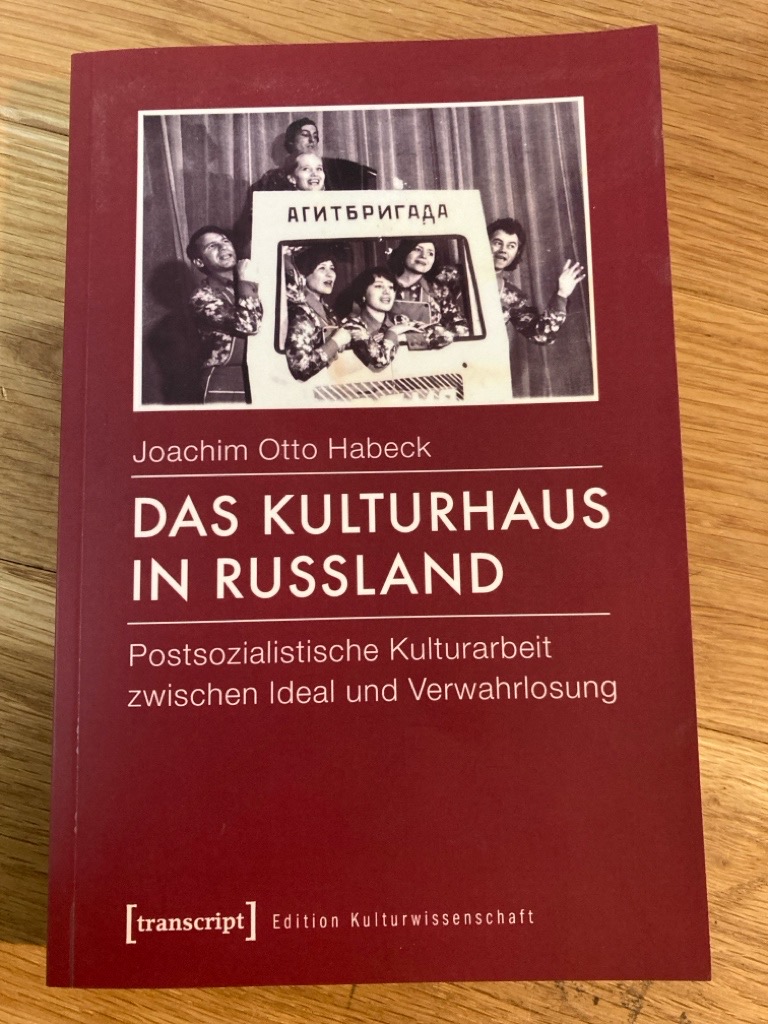 АГИТБРИГАДА
Joachim Otto Habeck
DAS KULTURHAUS
IN RUSSLAND
Postsozialistische Kulturarbeit
zwischen Ideal und Verwahrlosung
[transcript] Edition Kulturwissenschaft